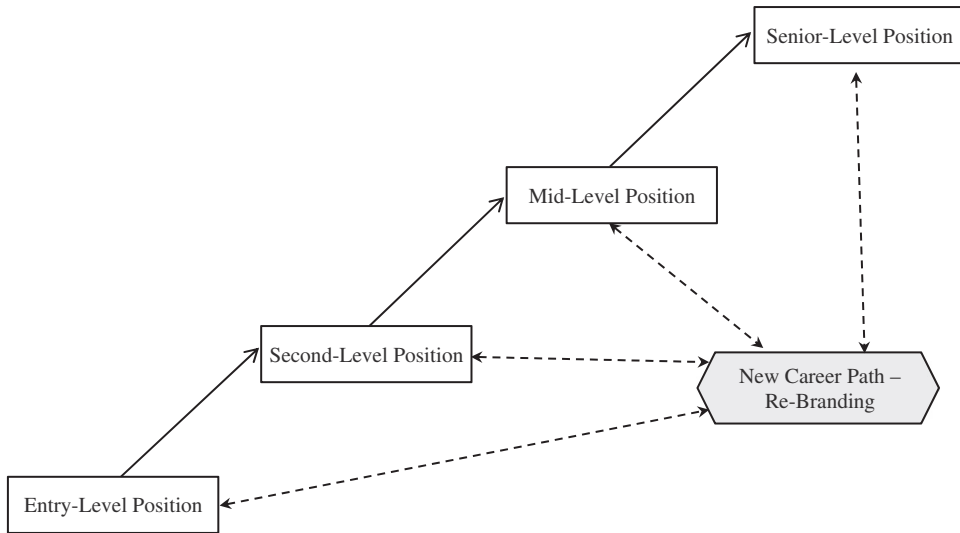 Senior-Level Position
Mid-Level Position
Second-Level Position
New Career Path –
Re-Branding
Entry-Level Position